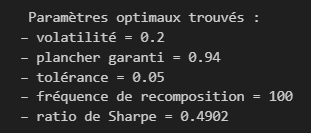 Paramètres optimaux trouvés :
– volatilité = 0.2
– plancher garanti = 0.94
– tolérance = 0.05
– fréquence de recomposition = 100
– ratio de Sharpe = 0.4902